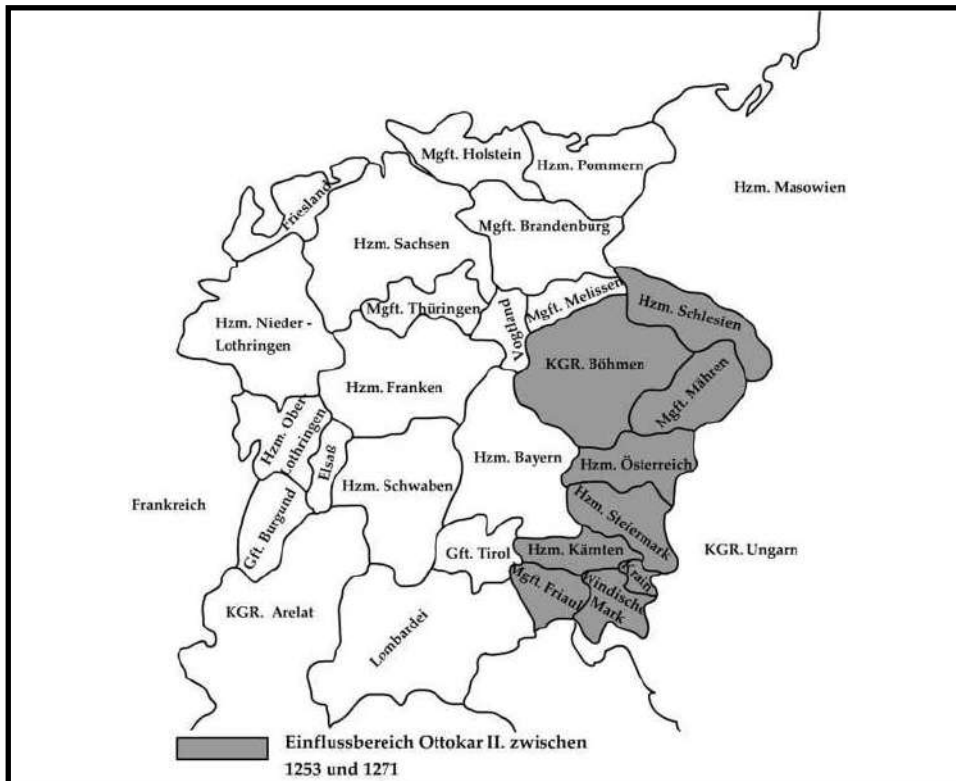 Mgft. Holstein
Hzm. Pommern
Hzm. Masowien
Friesland
Mgft. Brandenburg
Hzm. Sachsen
Mgft. Melissen
Hzm. Schlesien
Mgft. Thüringen
Vogtland
Hzm. Nieder -
Lothringen
KGR. Böhmen
Mgft. Mähren
Hzm. Franken
Hzm. Ober
Lothringen
Elsaß
Hzm. Bayern
Hzm. Österreich
Hzm. Schwaben
Frankreich
Gft. Burgund
Hzm. Steiermark
Gft. Tirol
Hzm. Kämten
KGR. Ungarn
Krain
Mgft. Friaul
Windische
Mark
KGR. Arelat
Lombardei
Einflussbereich Ottokar II. zwischen
1253 und 1271